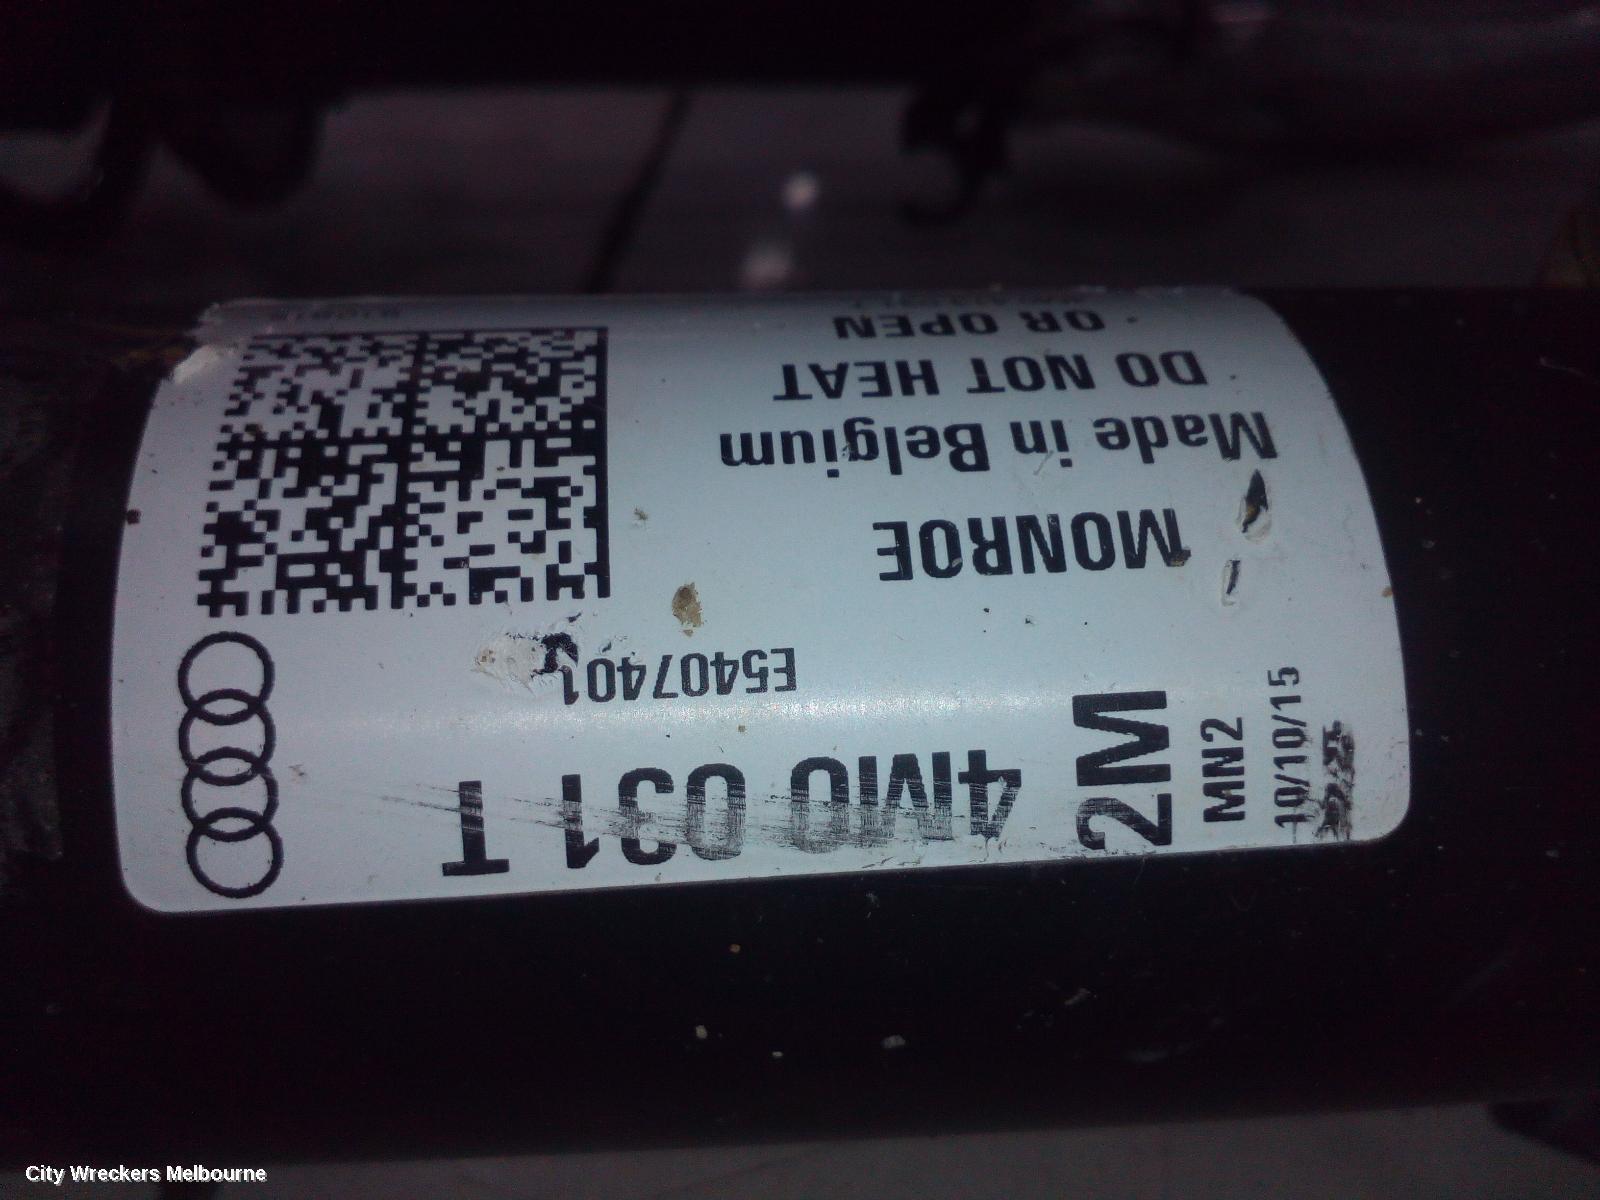 4M0 031 T
E5407401
2M
MN2
10/10/15
MONROE
Made in Belgium
· DO NOT HEAT
· OR OPEN
City Wreckers Melbourne